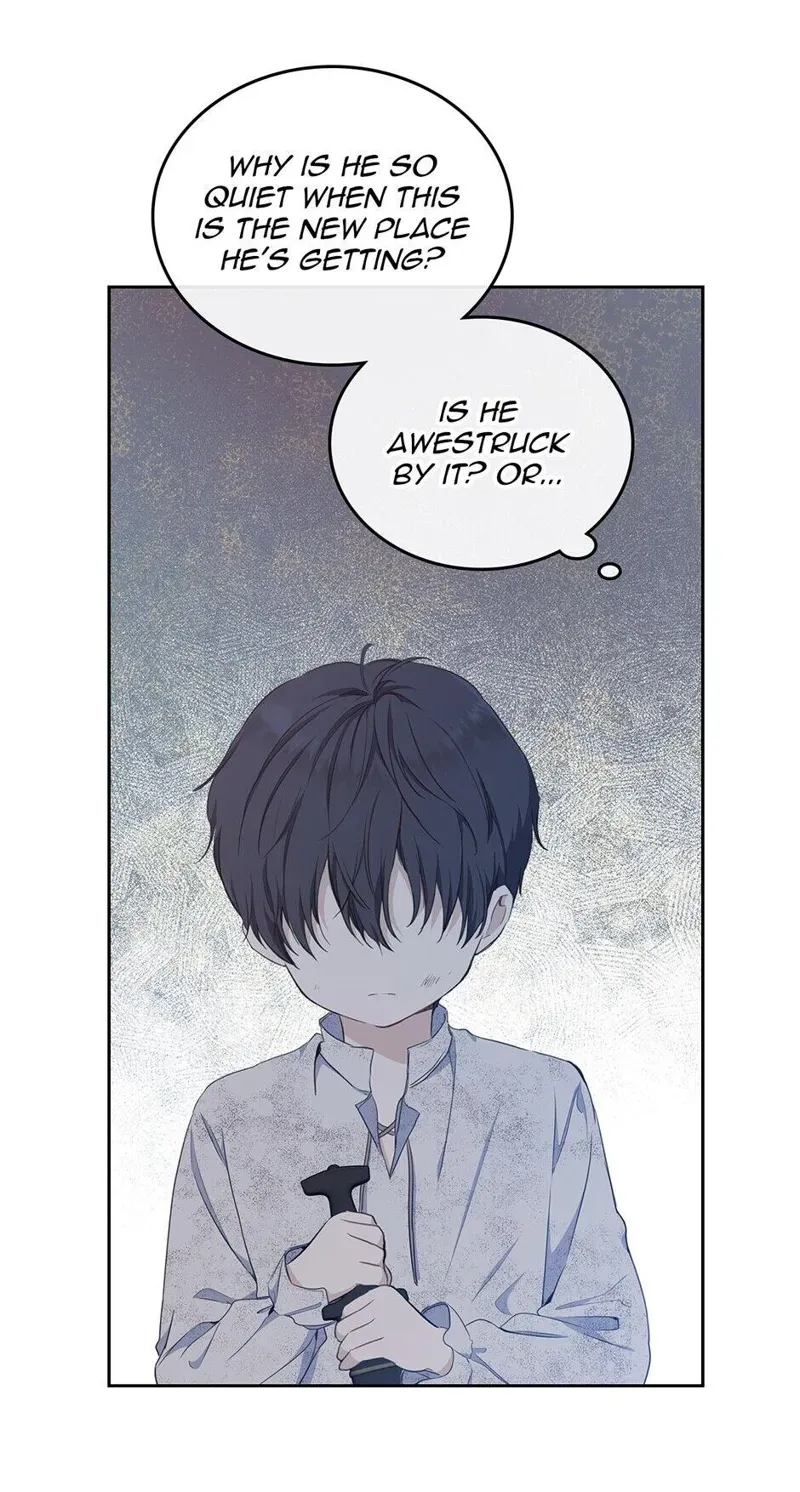 WHY IS HE SO
QUIET WHEN THIS
IS THE NEW PLACE
HE'S GETTING?
IS HE
AWESTRUCK
BY IT? OR...